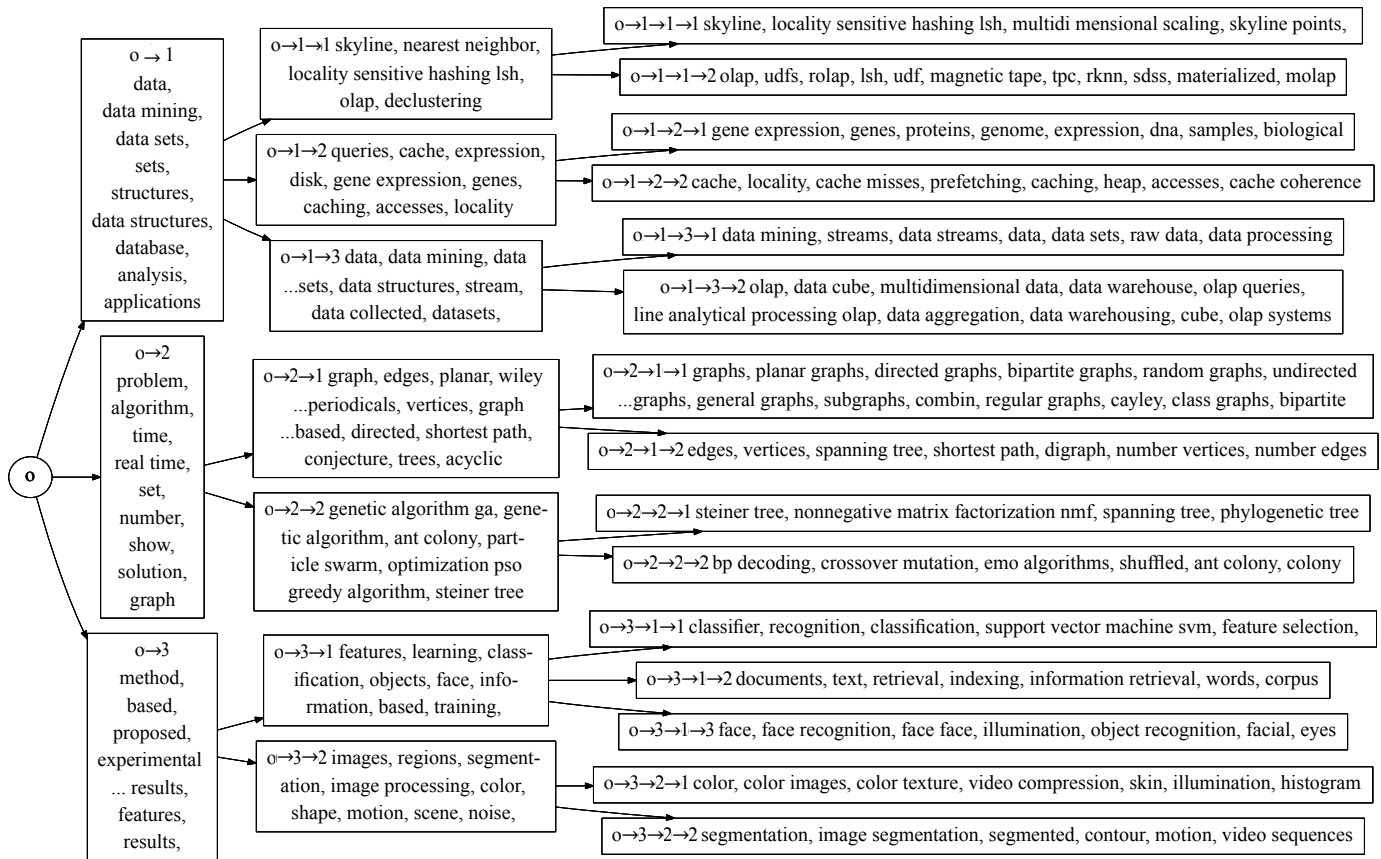 o
o → 1
data,
data mining,
data sets,
sets,
structures,
data structures,
database,
analysis,
applications
o→1→1 skyline, nearest neighbor,
locality sensitive hashing lsh,
olap, declustering
o→1→1→1 skyline, locality sensitive hashing lsh, multidi mensional scaling, skyline points,
o→1→1→2 olap, udfs, rolap, lsh, udf, magnetic tape, tpc, rknn, sdss, materialized, molap
o→1→2 queries, cache, expression,
disk, gene expression, genes,
caching, accesses, locality
o→1→2→1 gene expression, genes, proteins, genome, expression, dna, samples, biological
o→1→2→2 cache, locality, cache misses, prefetching, caching, heap, accesses, cache coherence
o→1→3 data, data mining, data
...sets, data structures, stream,
data collected, datasets,
o→1→3→1 data mining, streams, data streams, data, data sets, raw data, data processing
o→1→3→2 olap, data cube, multidimensional data, data warehouse, olap queries,
line analytical processing olap, data aggregation, data warehousing, cube, olap systems
o→2
problem,
algorithm,
time,
real time,
set,
number,
show,
solution,
graph
o→2→1 graph, edges, planar, wiley
...periodicals, vertices, graph
...based, directed, shortest path,
conjecture, trees, acyclic
o→2→1→1 graphs, planar graphs, directed graphs, bipartite graphs, random graphs, undirected
...graphs, general graphs, subgraphs, combin, regular graphs, cayley, class graphs, bipartite
o→2→1→2 edges, vertices, spanning tree, shortest path, digraph, number vertices, number edges
o→2→2 genetic algorithm ga, gene-
tic algorithm, ant colony, part-
icle swarm, optimization pso
greedy algorithm, steiner tree
o→2→2→1 steiner tree, nonnegative matrix factorization nmf, spanning tree, phylogenetic tree
o→2→2→2 bp decoding, crossover mutation, emo algorithms, shuffled, ant colony, colony
o→3
method,
based,
proposed,
experimental
... results,
features,
results,
o→3→1 features, learning, class-
ification, objects, face, info-
rmation, based, training,
o→3→1→1 classifier, recognition, classification, support vector machine svm, feature selection,
o→3→1→2 documents, text, retrieval, indexing, information retrieval, words, corpus
o→3→1→3 face, face recognition, face face, illumination, object recognition, facial, eyes
o→3→2 images, regions, segment-
ation, image processing, color,
shape, motion, scene, noise,
o→3→2→1 color, color images, color texture, video compression, skin, illumination, histogram
o→3→2→2 segmentation, image segmentation, segmented, contour, motion, video sequences